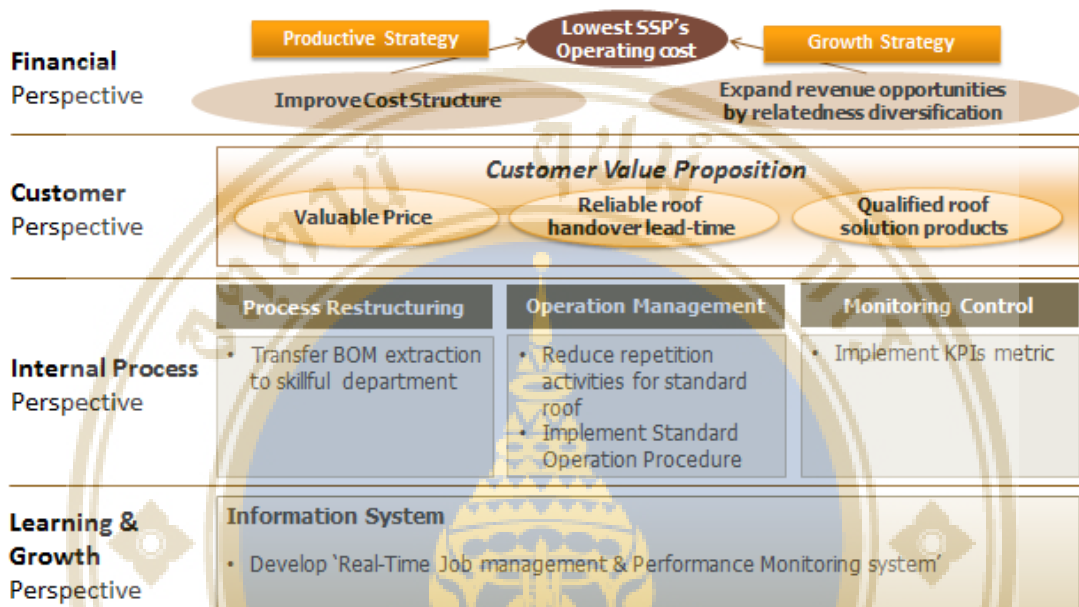 Productive Strategy
Lowest SSP's
Operating cost
Growth Strategy
Financial
Perspective
Improve Cost Structure
Expand revenue opportunities
by relatedness diversification
Customer
Perspective
Customer Value Proposition
Valuable Price
Reliable roof
handover lead-time
Qualified roof
solution products
Internal Process
Perspective
Process Restructuring
• Transfer BOM extraction
to skillful department
Operation Management
• Reduce repetition
activities for standard
roof
• Implement Standard
Operation Procedure
Monitoring Control
• Implement KPIs metric
Learning &
Growth
Perspective
Information System
• Develop 'Real-Time Job management & Performance Monitoring system'